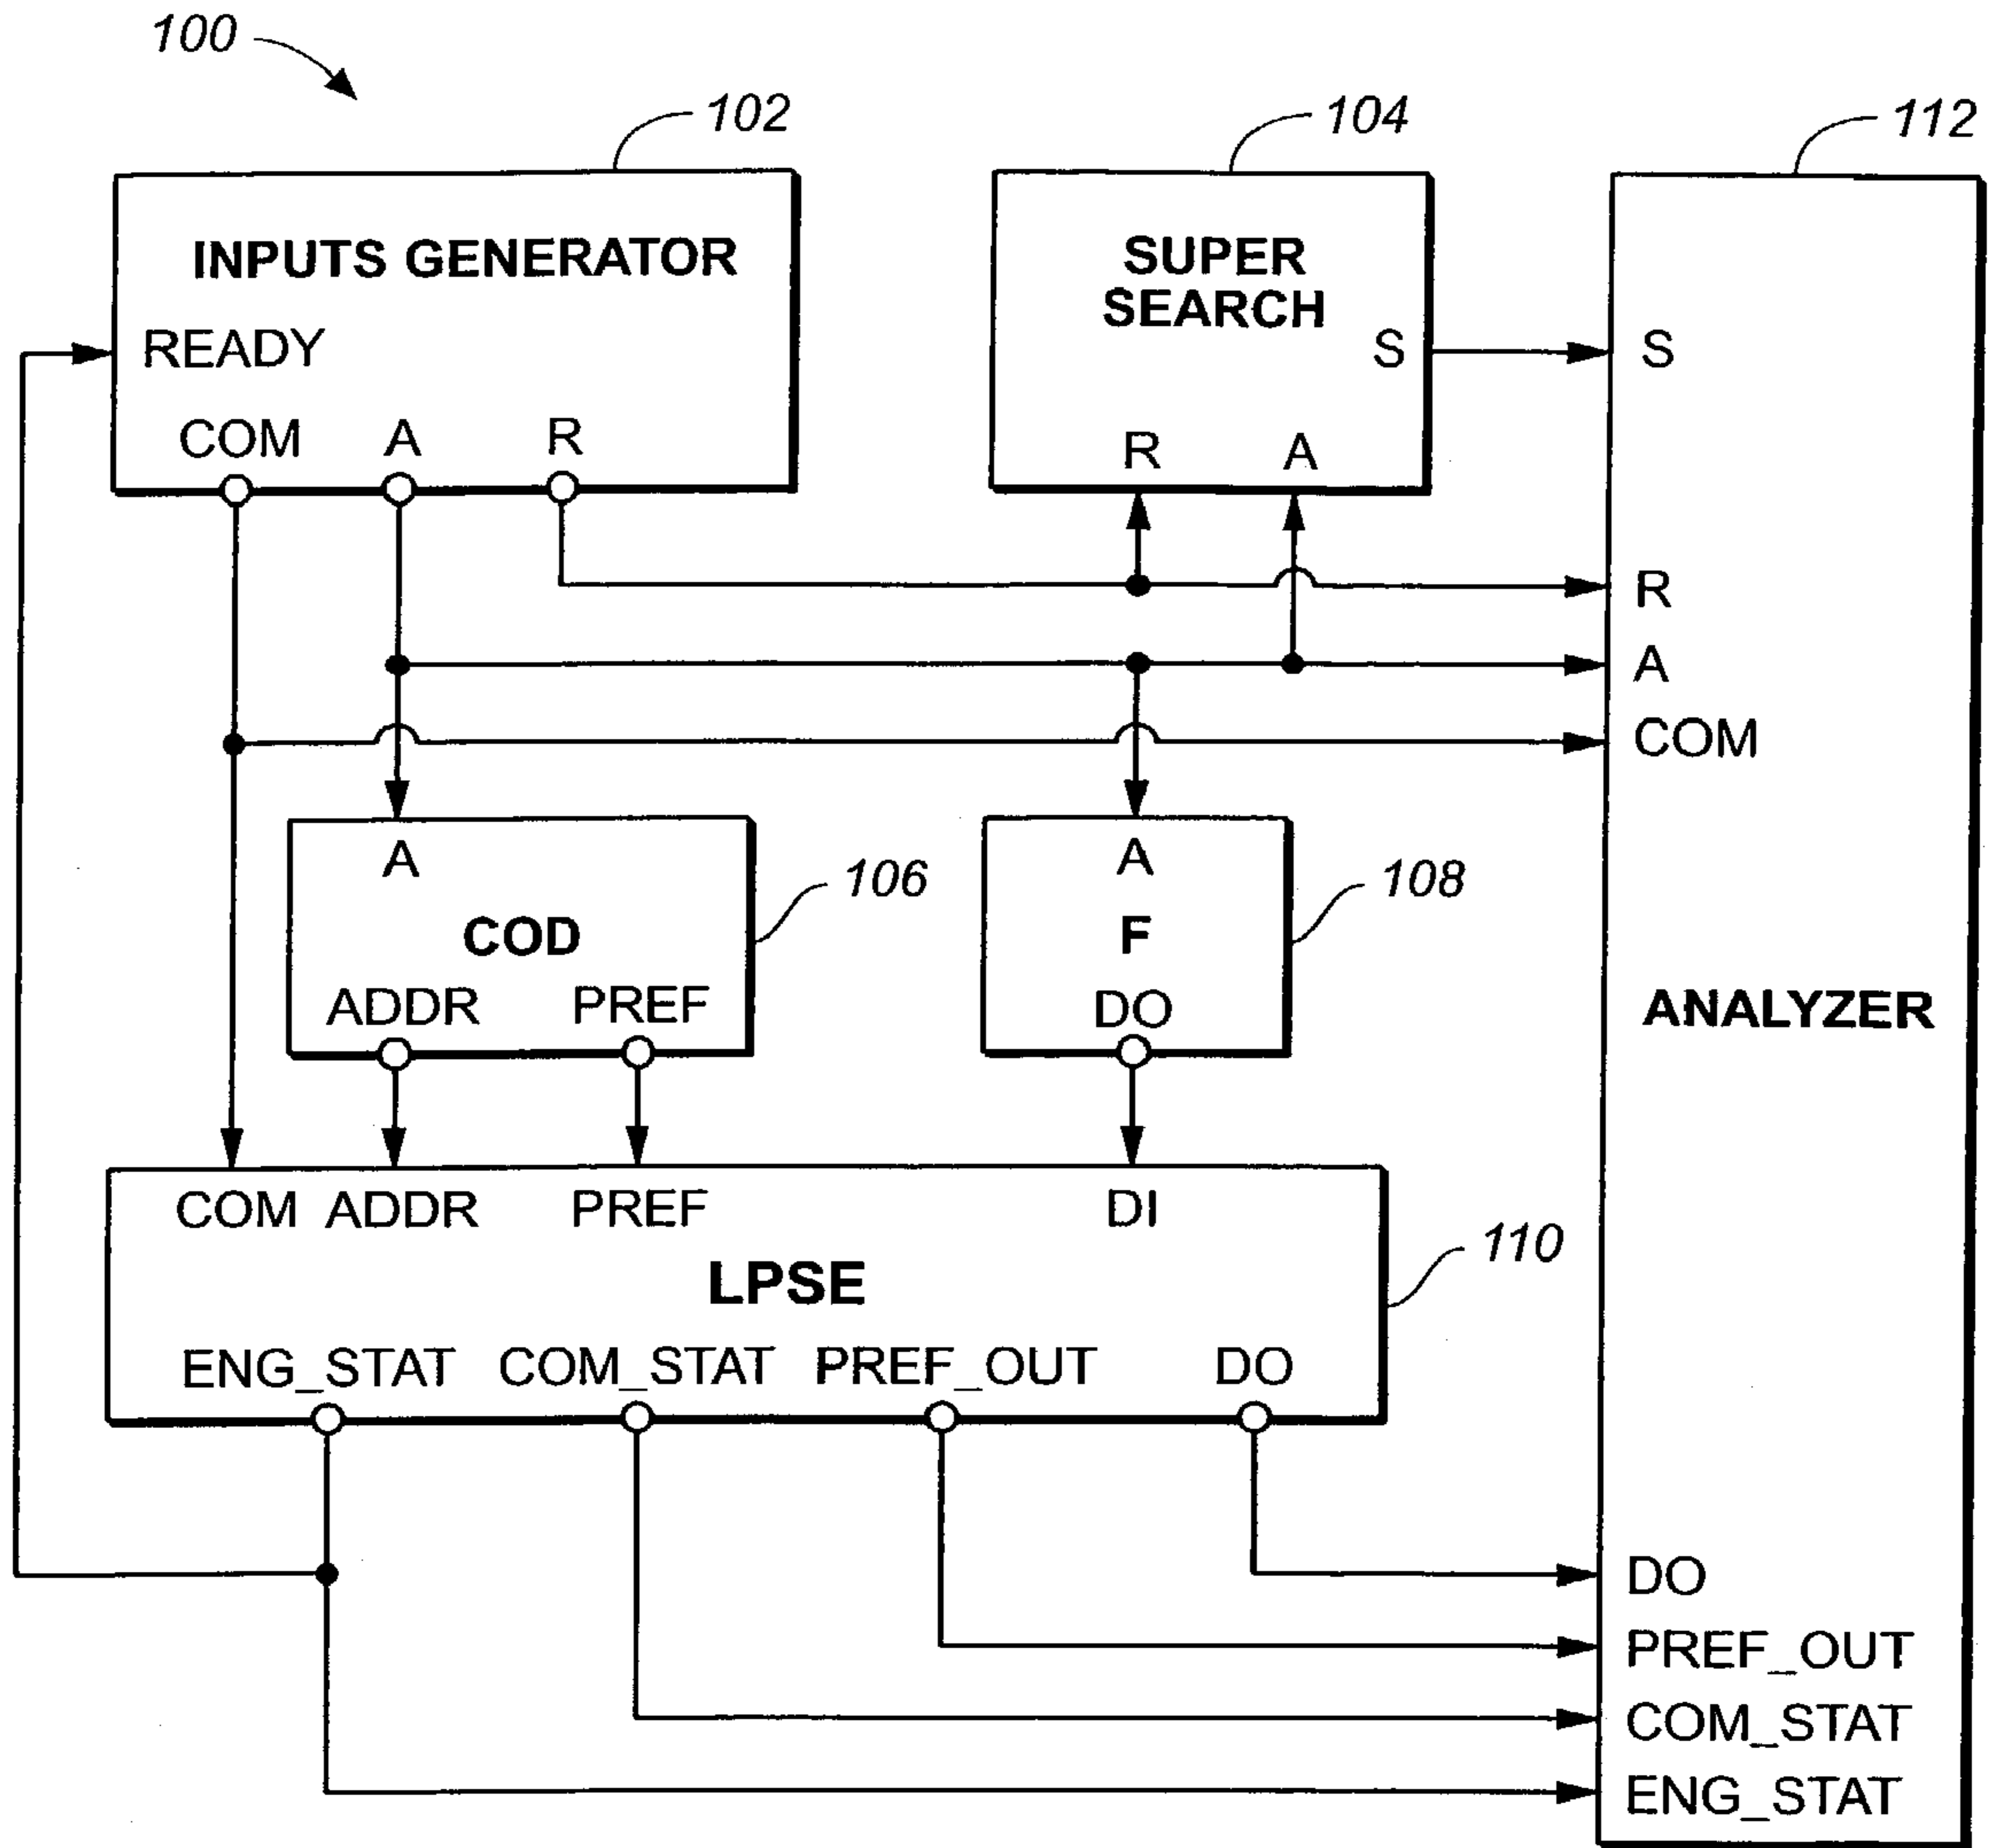 100
102
104
112
INPUTS GENERATOR
READY
COM A R
SUPER
SEARCH
S
R A
S
R
A
COM
A
COD
ADDR PREF
106
A
F
DO
108
ANALYZER
COM ADDR PREF DI
LPSE
110
ENG_STAT COM_STAT PREF_OUT DO
DO
PREF_OUT
COM_STAT
ENG_STAT